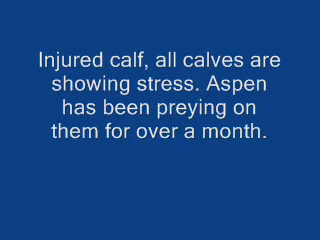 Injured calf, all calves are
showing stress. Aspen
has been preying on
them for over a month.